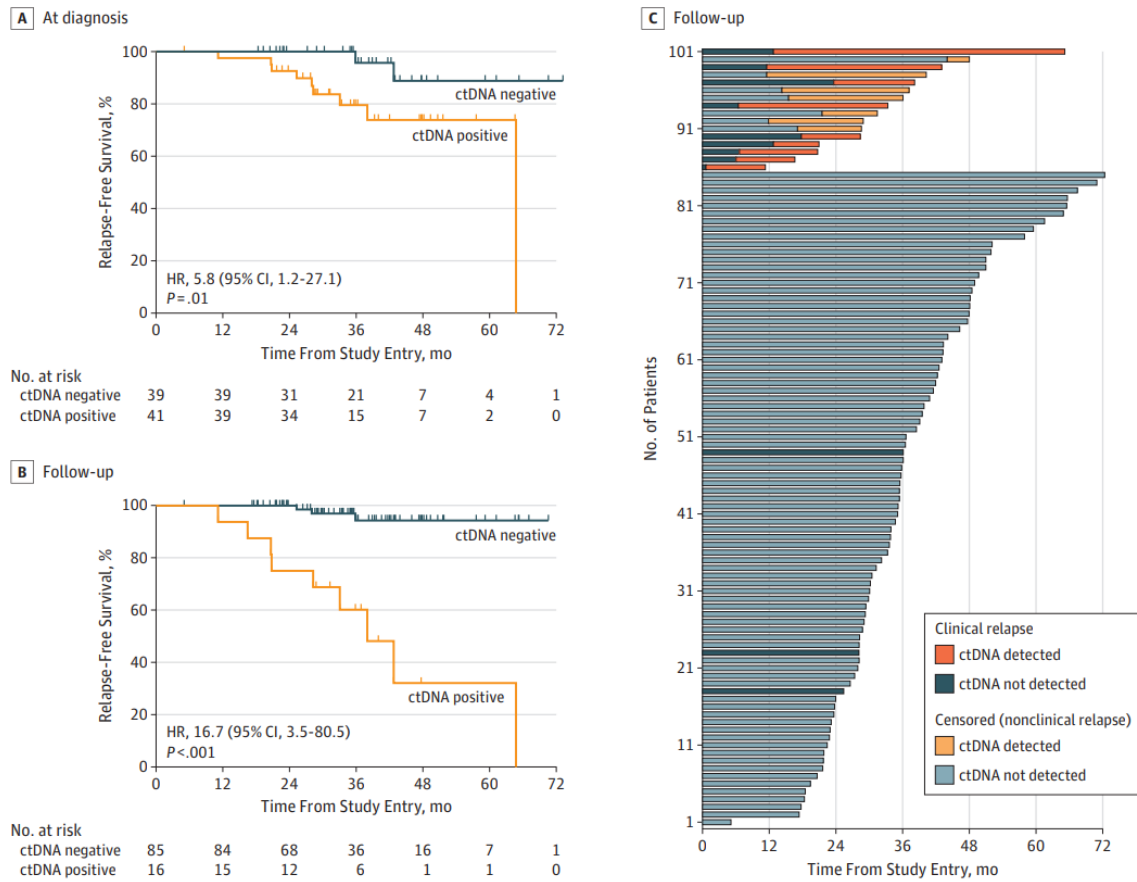 A At diagnosis
100
80
60
40
20
0
Relapse-Free Survival, %
ctDNA negative
ctDNA positive
HR, 5.8 (95% CI, 1.2-27.1)
P=.01
0 12 24 36 48 60 72
Time From Study Entry, mo
No. at risk
ctDNA negative 39 39 31 21 7 4 1
ctDNA positive 41 39 34 15 7 2 0
B Follow-up
100
80
60
40
20
0
Relapse-Free Survival, %
ctDNA negative
ctDNA positive
HR, 16.7 (95% CI, 3.5-80.5)
P<.001
0 12 24 36 48 60 72
Time From Study Entry, mo
No. at risk
ctDNA negative 85 84 68 36 16 7 1
ctDNA positive 16 15 12 6 1 1 0
C Follow-up
101
91
81
71
61
51
41
31
21
11
1
No. of Patients
Clinical relapse
ctDNA detected
ctDNA not detected
Censored (nonclinical relapse)
ctDNA detected
ctDNA not detected
0 12 24 36 48 60 72
Time From Study Entry, mo